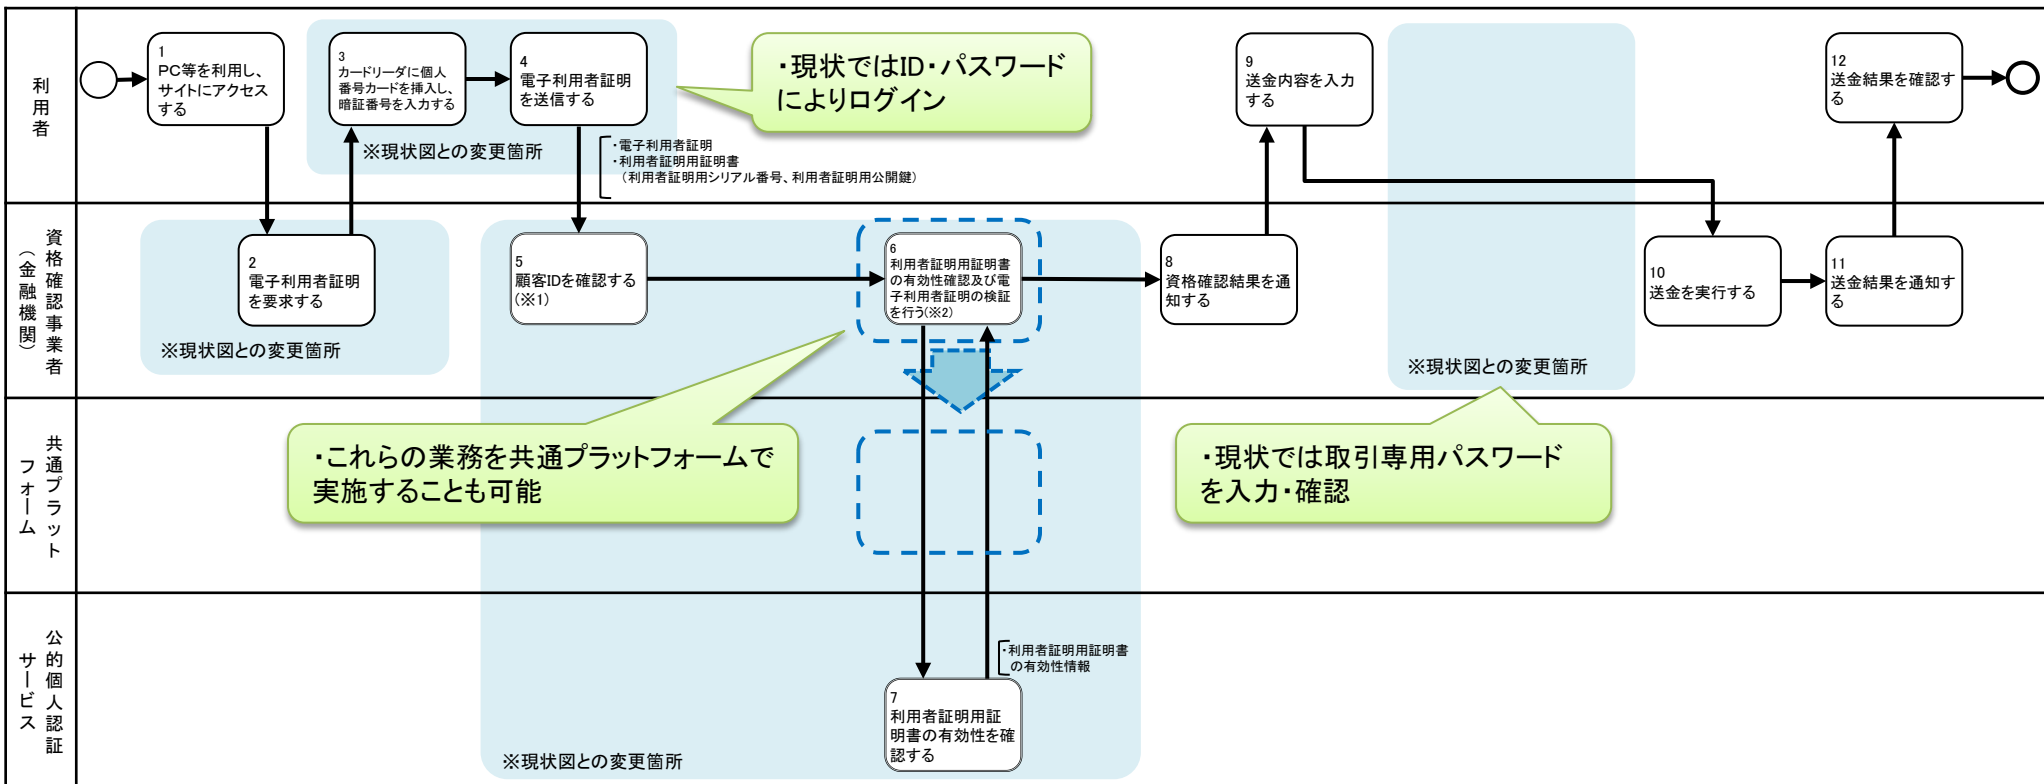 利用者
1
PC等を利用し、
サイトにアクセス
する
3
カードリーダに個人
番号カードを挿入し、
暗証番号を入力する
4
電子利用者証明
を送信する
※現状図との変更箇所
・現状ではID・パスワード
によりログイン
・電子利用者証明
・利用者証明用証明書
（利用者証明用シリアル番号、利用者証明用公開鍵）
9
送金内容を入力
する
12
送金結果を確認す
る
資格確認事業者
（金融機関）
2
電子利用者証明
を要求する
※現状図との変更箇所
5
顧客IDを確認する
(※1)
6
利用者証明用証明書
の有効性確認及び電
子利用者証明の検証
を行う(※2)
8
資格確認結果を通
知する
10
送金を実行する
11
送金結果を通知す
る
※現状図との変更箇所
共通プラット
フォーム
・これらの業務を共通プラットフォームで
実施することも可能
・現状では取引専用パスワード
を入力・確認
公的個人認証
サービス
・利用者証明用証明書
の有効性情報
7
利用者証明用証
明書の有効性を確
認する
※現状図との変更箇所